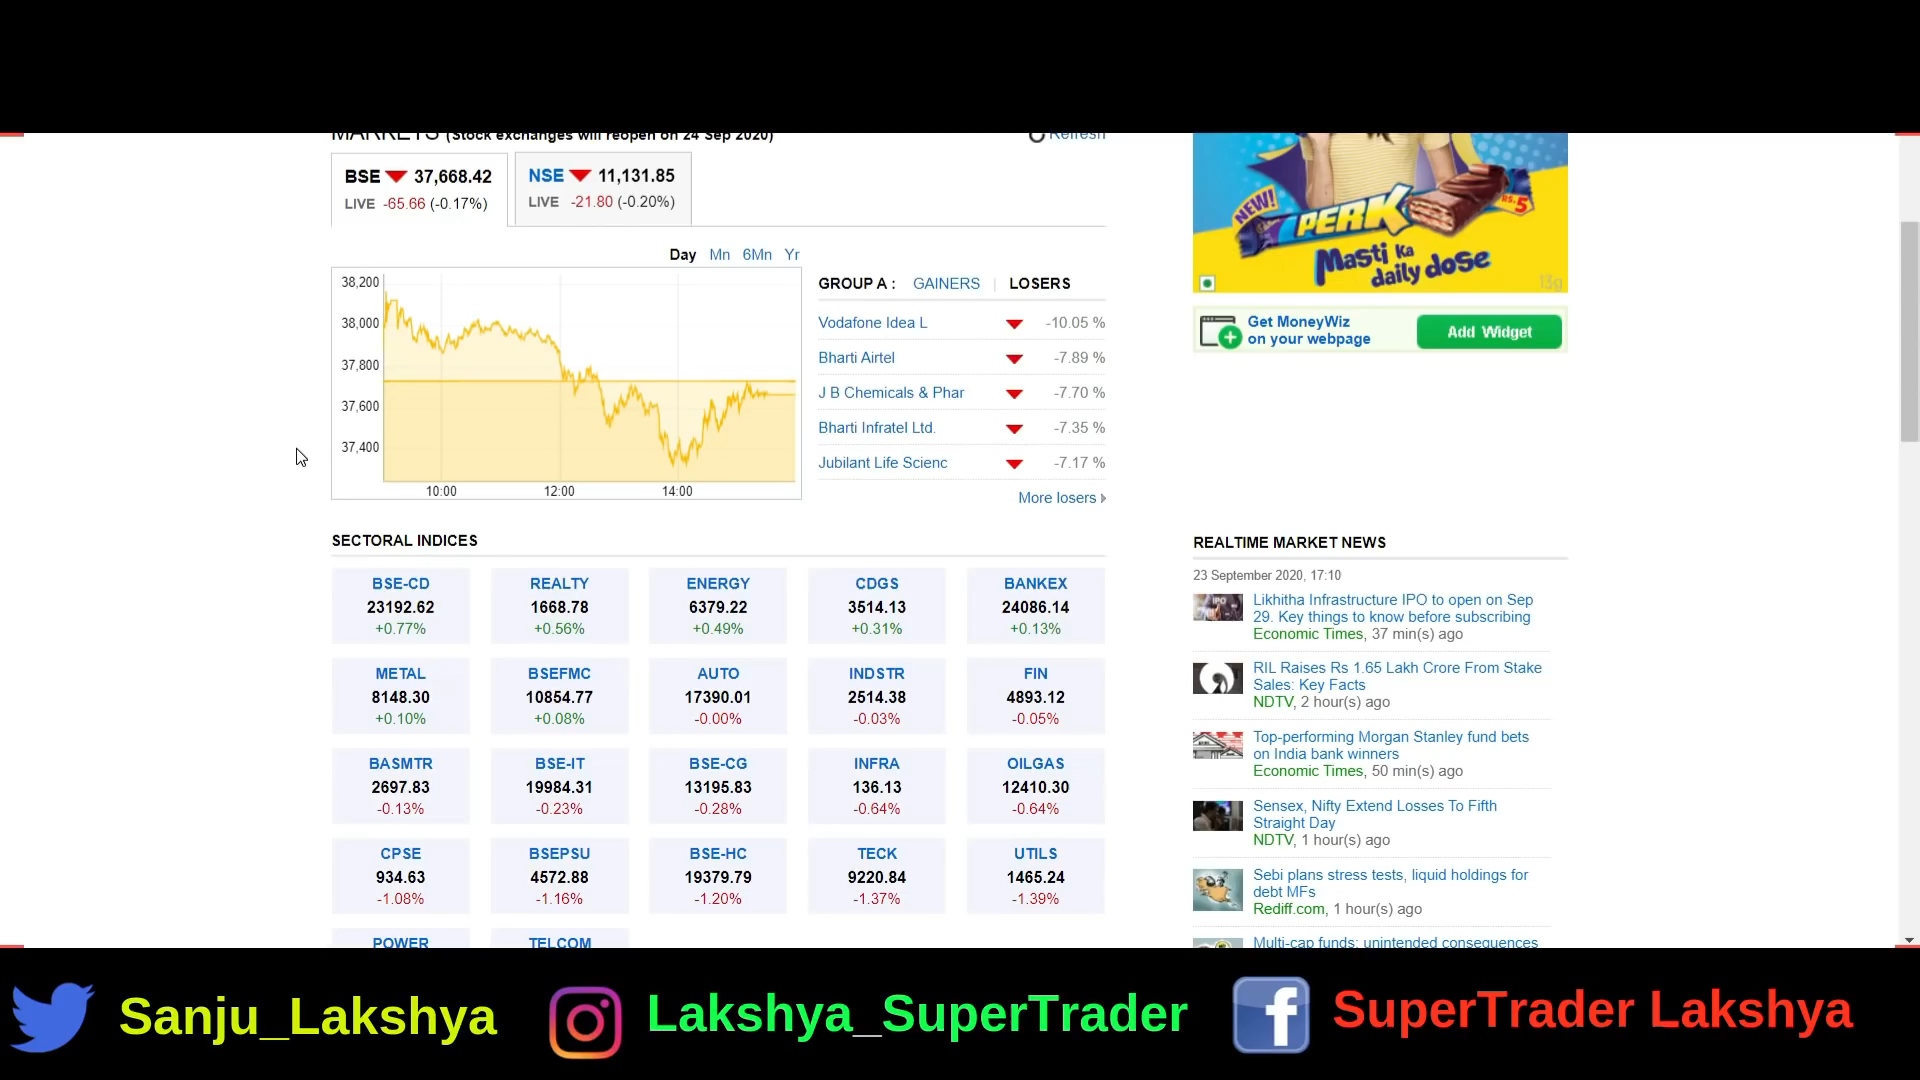 MARKETS (Stock exchanges will reopen on 24 Sep 2020)
Refresh
BSE 37,668.42
LIVE -65.66 (-0.17%)
NSE 11,131.85
LIVE -21.80 (-0.20%)
Day Mn 6Mn Yr
38,200
38,000
37,800
37,600
37,400
10:00 12:00 14:00
GROUP A : GAINERS LOSERS
Vodafone Idea L -10.05 %
Bharti Airtel -7.89 %
J B Chemicals & Phar -7.70 %
Bharti Infratel Ltd. -7.35 %
Jubilant Life Scienc -7.17 %
More losers
NEW!
PERK
RS.5
Masti Ka
daily dose
13g
Get MoneyWiz
on your webpage
Add Widget
SECTORAL INDICES
BSE-CD REALTY ENERGY CDGS BANKEX
23192.62 1668.78 6379.22 3514.13 24086.14
+0.77% +0.56% +0.49% +0.31% +0.13%
METAL BSEFMC AUTO INDSTR FIN
8148.30 10854.77 17390.01 2514.38 4893.12
+0.10% +0.08% -0.00% -0.03% -0.05%
BASMTR BSE-IT BSE-CG INFRA OILGAS
2697.83 19984.31 13195.83 136.13 12410.30
-0.13% -0.23% -0.28% -0.64% -0.64%
CPSE BSEPSU BSE-HC TECK UTILS
934.63 4572.88 19379.79 9220.84 1465.24
-1.08% -1.16% -1.20% -1.37% -1.39%
POWER TELCOM
REALTIME MARKET NEWS
23 September 2020, 17:10
IPO
Likhitha Infrastructure IPO to open on Sep
29. Key things to know before subscribing
Economic Times, 37 min(s) ago
RIL Raises Rs 1.65 Lakh Crore From Stake
Sales: Key Facts
NDTV, 2 hour(s) ago
Top-performing Morgan Stanley fund bets
on India bank winners
Economic Times, 50 min(s) ago
Sensex, Nifty Extend Losses To Fifth
Straight Day
NDTV, 1 hour(s) ago
Sebi plans stress tests, liquid holdings for
debt MFs
Rediff.com, 1 hour(s) ago
Multi-cap funds: unintended consequences
Sanju_Lakshya
Lakshya_SuperTrader
SuperTrader Lakshya